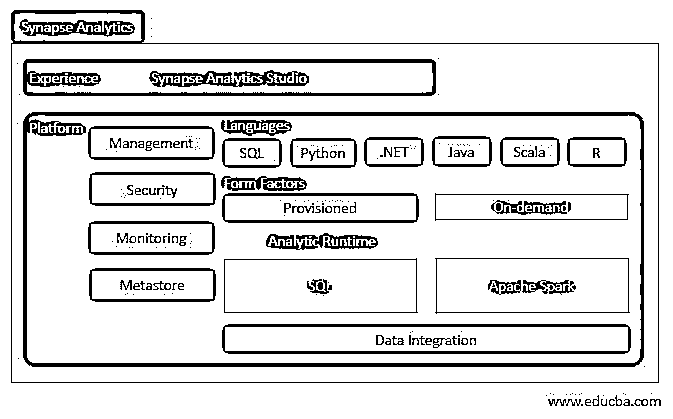 Synapse Analytics
Experience Synapse Analytics Studio
Platform
Management
Security
Monitoring
Metastore
Languages
SQL Python .NET Java Scala R
Form Factors
Provisioned On-demand
Analytic Runtime
SQL Apache Spark
Data Integration
www.educba.com